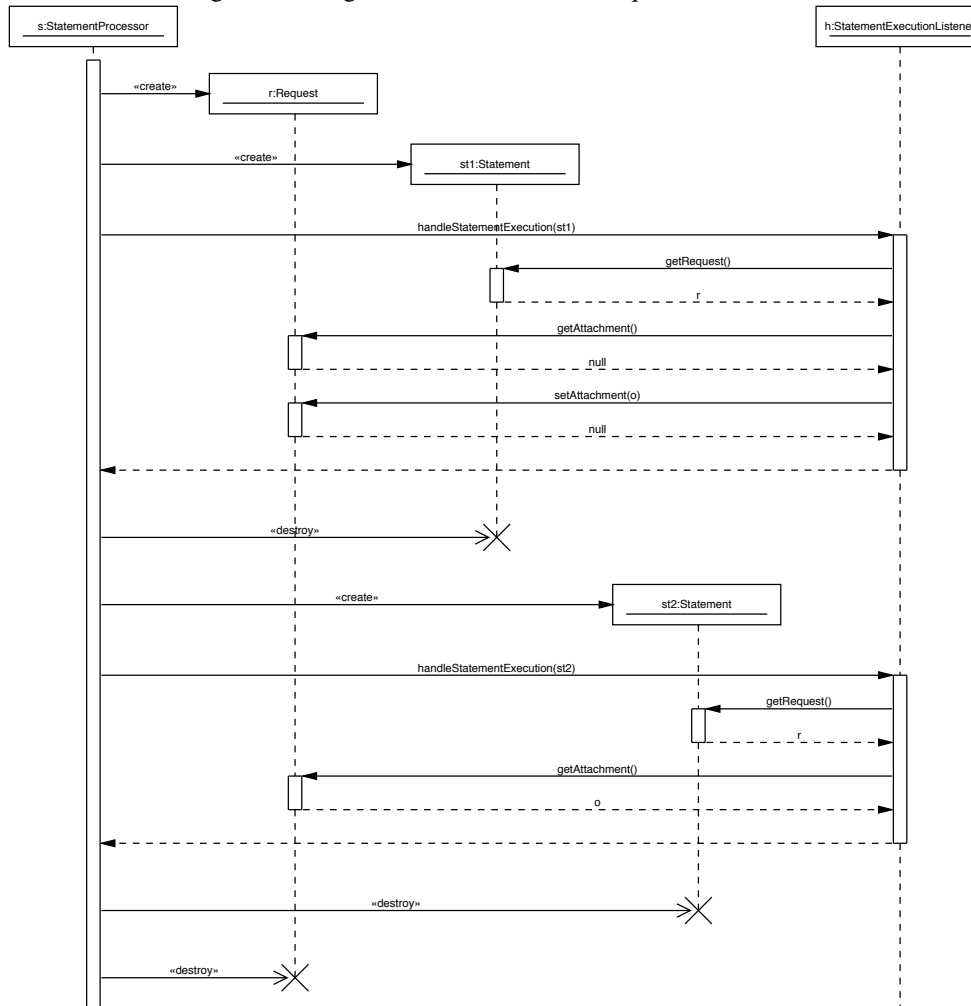 s:StatementProcessor
h:StatementExecutionListene
«create»
r:Request
«create»
st1:Statement
handleStatementExecution(st1)
getRequest()
r
getAttachment()
null
setAttachment(o)
null
«destroy»
«create»
st2:Statement
handleStatementExecution(st2)
getRequest()
r
getAttachment()
o
«destroy»
«destroy»